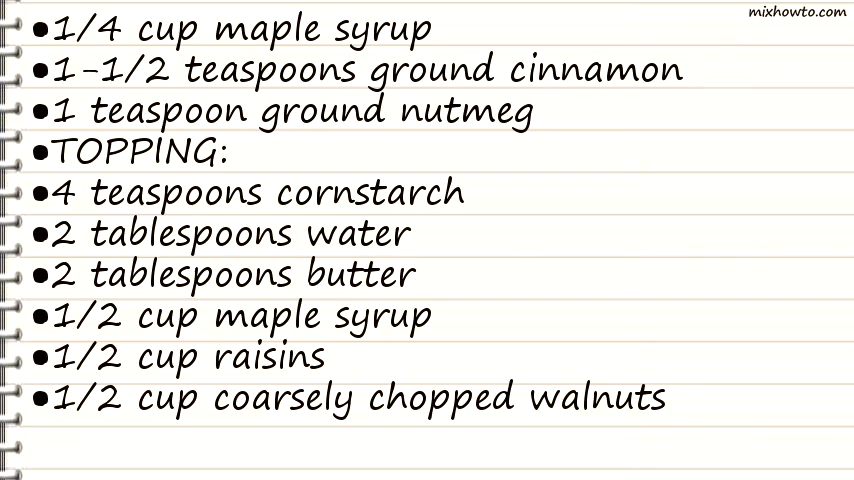 mixhowto.com
•1/4 cup maple syrup
•1-1/2 teaspoons ground cinnamon
•1 teaspoon ground nutmeg
•TOPPING:
•4 teaspoons cornstarch
•2 tablespoons water
•2 tablespoons butter
•1/2 cup maple syrup
•1/2 cup raisins
•1/2 cup coarsely chopped walnuts